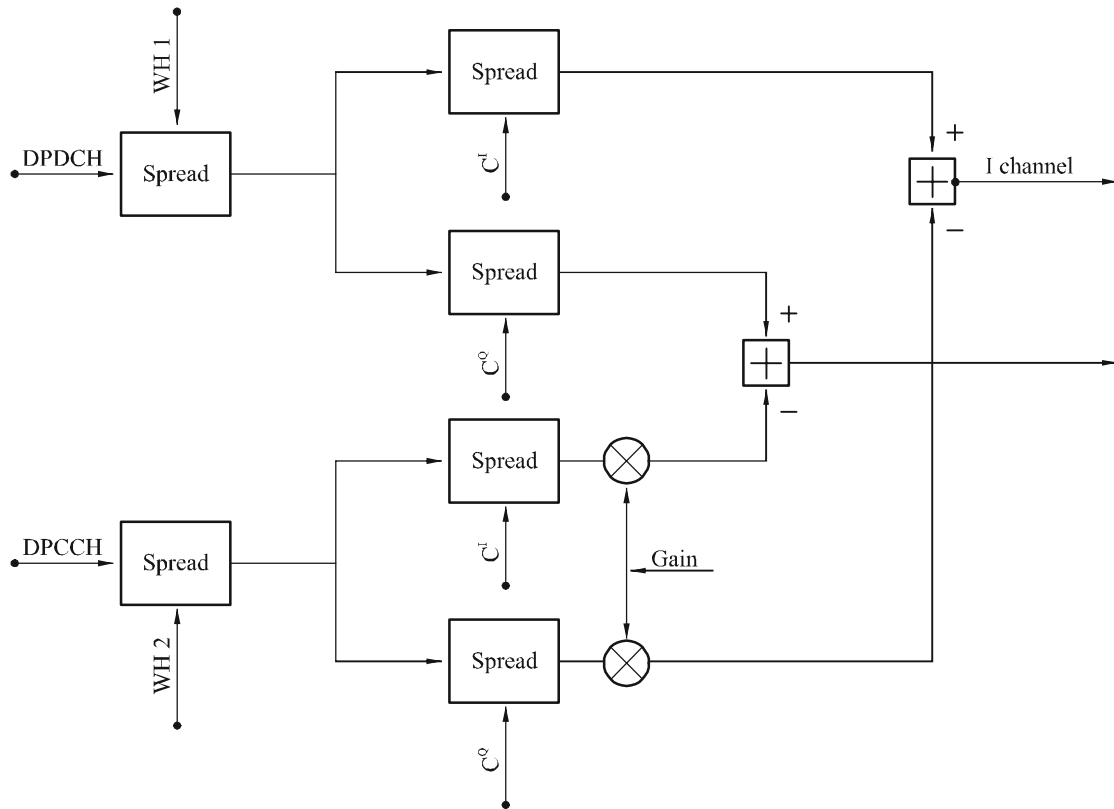 WH 1
Spread
DPDCH
Spread
C^I
+
I channel
−
Spread
C^Q
+
−
Spread
C^I
DPCCH
Spread
Gain
WH 2
Spread
C^Q